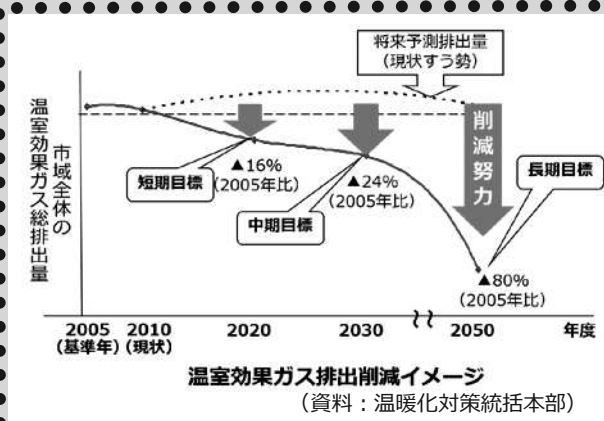 将来予測排出量
(現状すう勢)
市域全体の
温室効果ガス総排出量
削減努力
短期目標
▲16%
(2005年比)
中期目標
▲24%
(2005年比)
長期目標
▲80%
(2005年比)
2005 2010 2020 2030 2050 年度
(基準年) (現状)
温室効果ガス排出削減イメージ
(資料:温暖化対策統括本部)